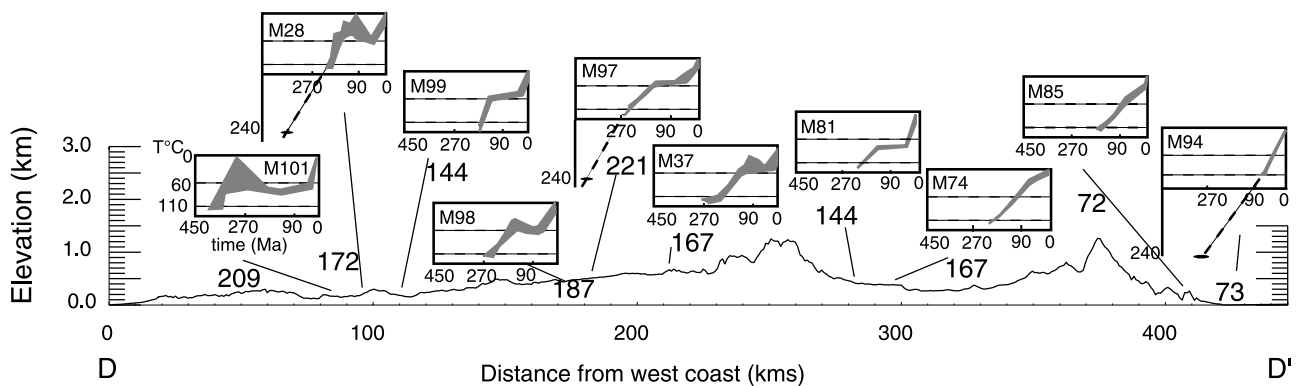 M28
270 90 0
240
M99
450 270 90 0
144
M97
270 90 0
240
221
M85
450 270 90 0
72
M94
270 90 0
240
73
T°C
0
60
110
M101
450 270 90 0
time (Ma)
209
172
M98
450 270 90
187
M37
450 270 90 0
167
M81
450 270 90 0
144
M74
450 270 90 0
167
Elevation (km)
3.0
2.0
1.0
0.0
0 100 200 300 400
D Distance from west coast (kms) D'